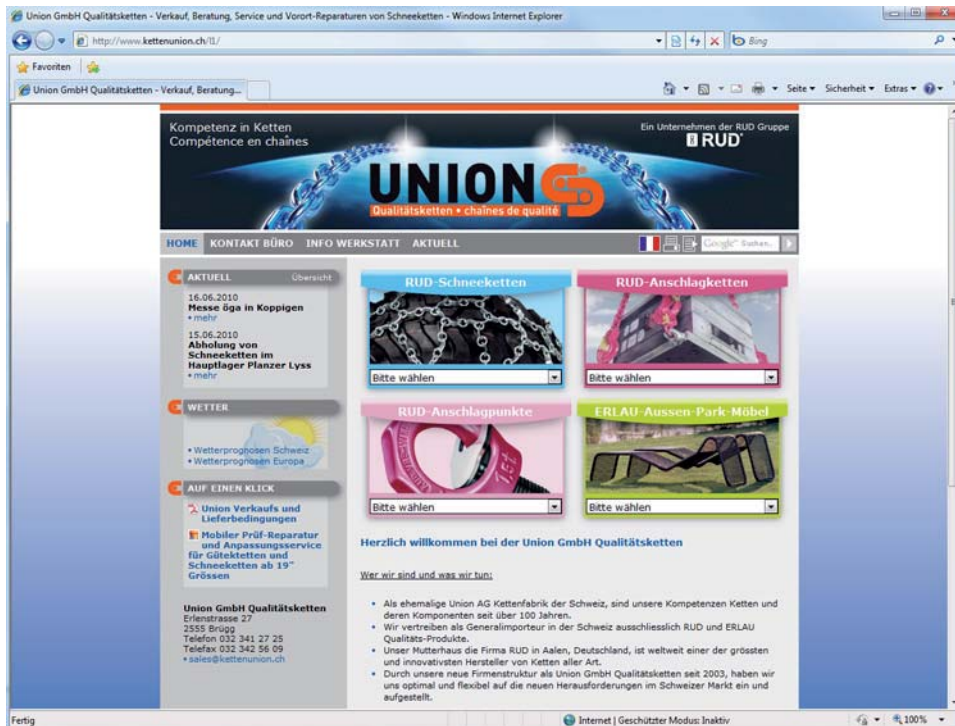 Union GmbH Qualitätsketten - Verkauf, Beratung, Service und Vorort-Reparaturen von Schneeketten - Windows Internet Explorer
http://www.kettenunion.ch/l1/
Bing
Favoriten
Union GmbH Qualitätsketten - Verkauf, Beratung...
Seite Sicherheit Extras
Kompetenz in Ketten
Compétence en chaînes
Ein Unternehmen der RUD Gruppe
RUD
UNION
Qualitätsketten • chaînes de qualité
HOME KONTAKT BÜRO INFO WERKSTATT AKTUELL
Google™ Suchen..
AKTUELL Übersicht
16.06.2010
Messe öga in Koppigen
• mehr
15.06.2010
Abholung von
Schneeketten im
Hauptlager Planzer Lyss
• mehr
WETTER
• Wetterprognosen Schweiz
• Wetterprognosen Europa
AUF EINEN KLICK
Union Verkaufs und
Lieferbedingungen
Mobiler Prüf-Reparatur
und Anpassungsservice
für Gütektetten und
Schneeketten ab 19"
Grössen
Union GmbH Qualitätsketten
Erlenstrasse 27
2555 Brügg
Telefon 032 341 27 25
Telefax 032 342 56 09
• sales@kettenunion.ch
RUD-Schneeketten
Bitte wählen
RUD-Anschlagketten
Bitte wählen
RUD-Anschlagpunkte
1,5t
Bitte wählen
ERLAU-Aussen-Park-Möbel
Bitte wählen
Herzlich willkommen bei der Union GmbH Qualitätsketten
Wer wir sind und was wir tun:
• Als ehemalige Union AG Kettenfabrik der Schweiz, sind unsere Kompetenzen Ketten und
deren Komponenten seit über 100 Jahren.
• Wir vertreiben als Generalimporteur in der Schweiz ausschliesslich RUD und ERLAU
Qualitäts-Produkte.
• Unser Mutterhaus die Firma RUD in Aalen, Deutschland, ist weltweit einer der grössten
und innovativsten Hersteller von Ketten aller Art.
• Durch unsere neue Firmenstruktur als Union GmbH Qualitätsketten seit 2003, haben wir
uns optimal und flexibel auf die neuen Herausforderungen im Schweizer Markt ein und
aufgestellt.
Fertig
Internet | Geschützter Modus: Inaktiv
100%